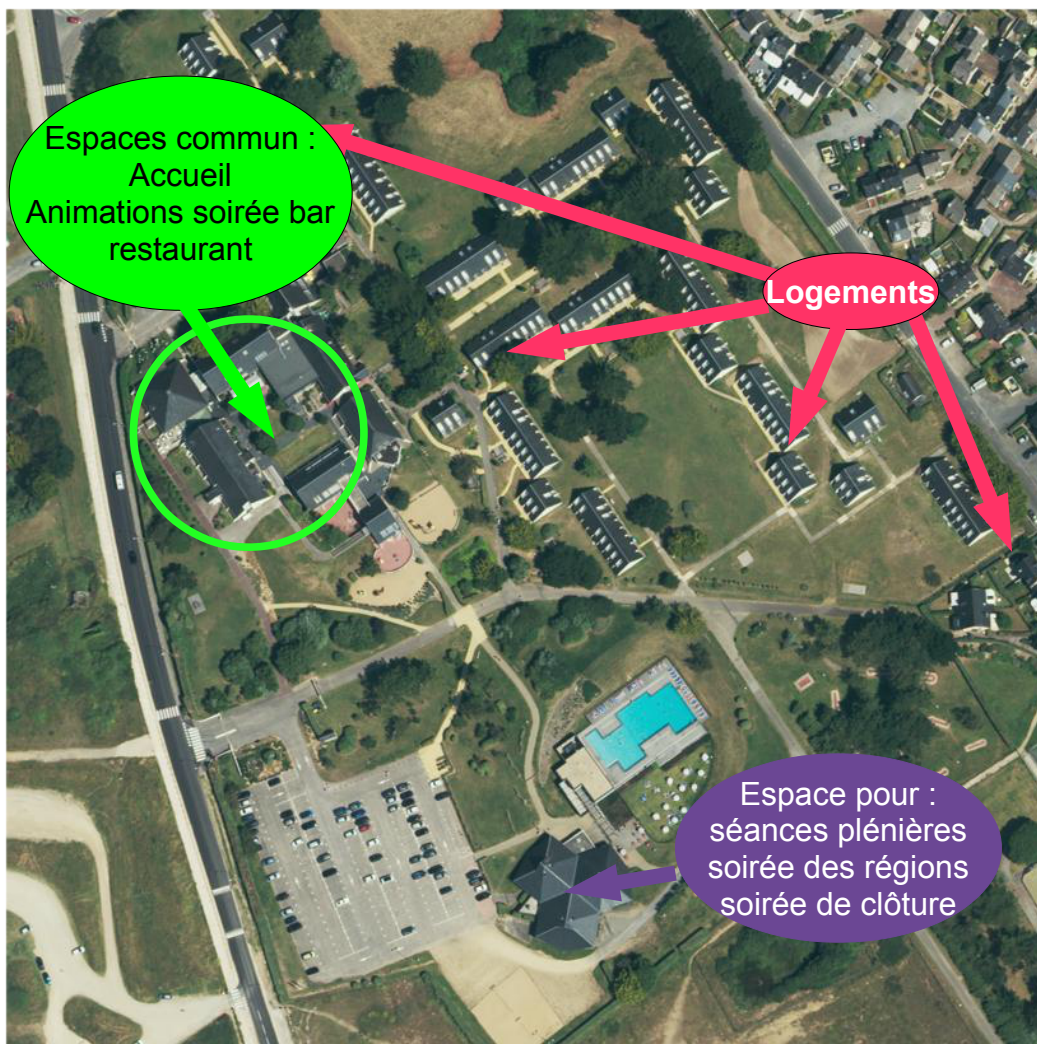 Espaces commun :
Accueil
Animations soirée bar
restaurant
Logements
Espace pour :
séances plénières
soirée des régions
soirée de clôture